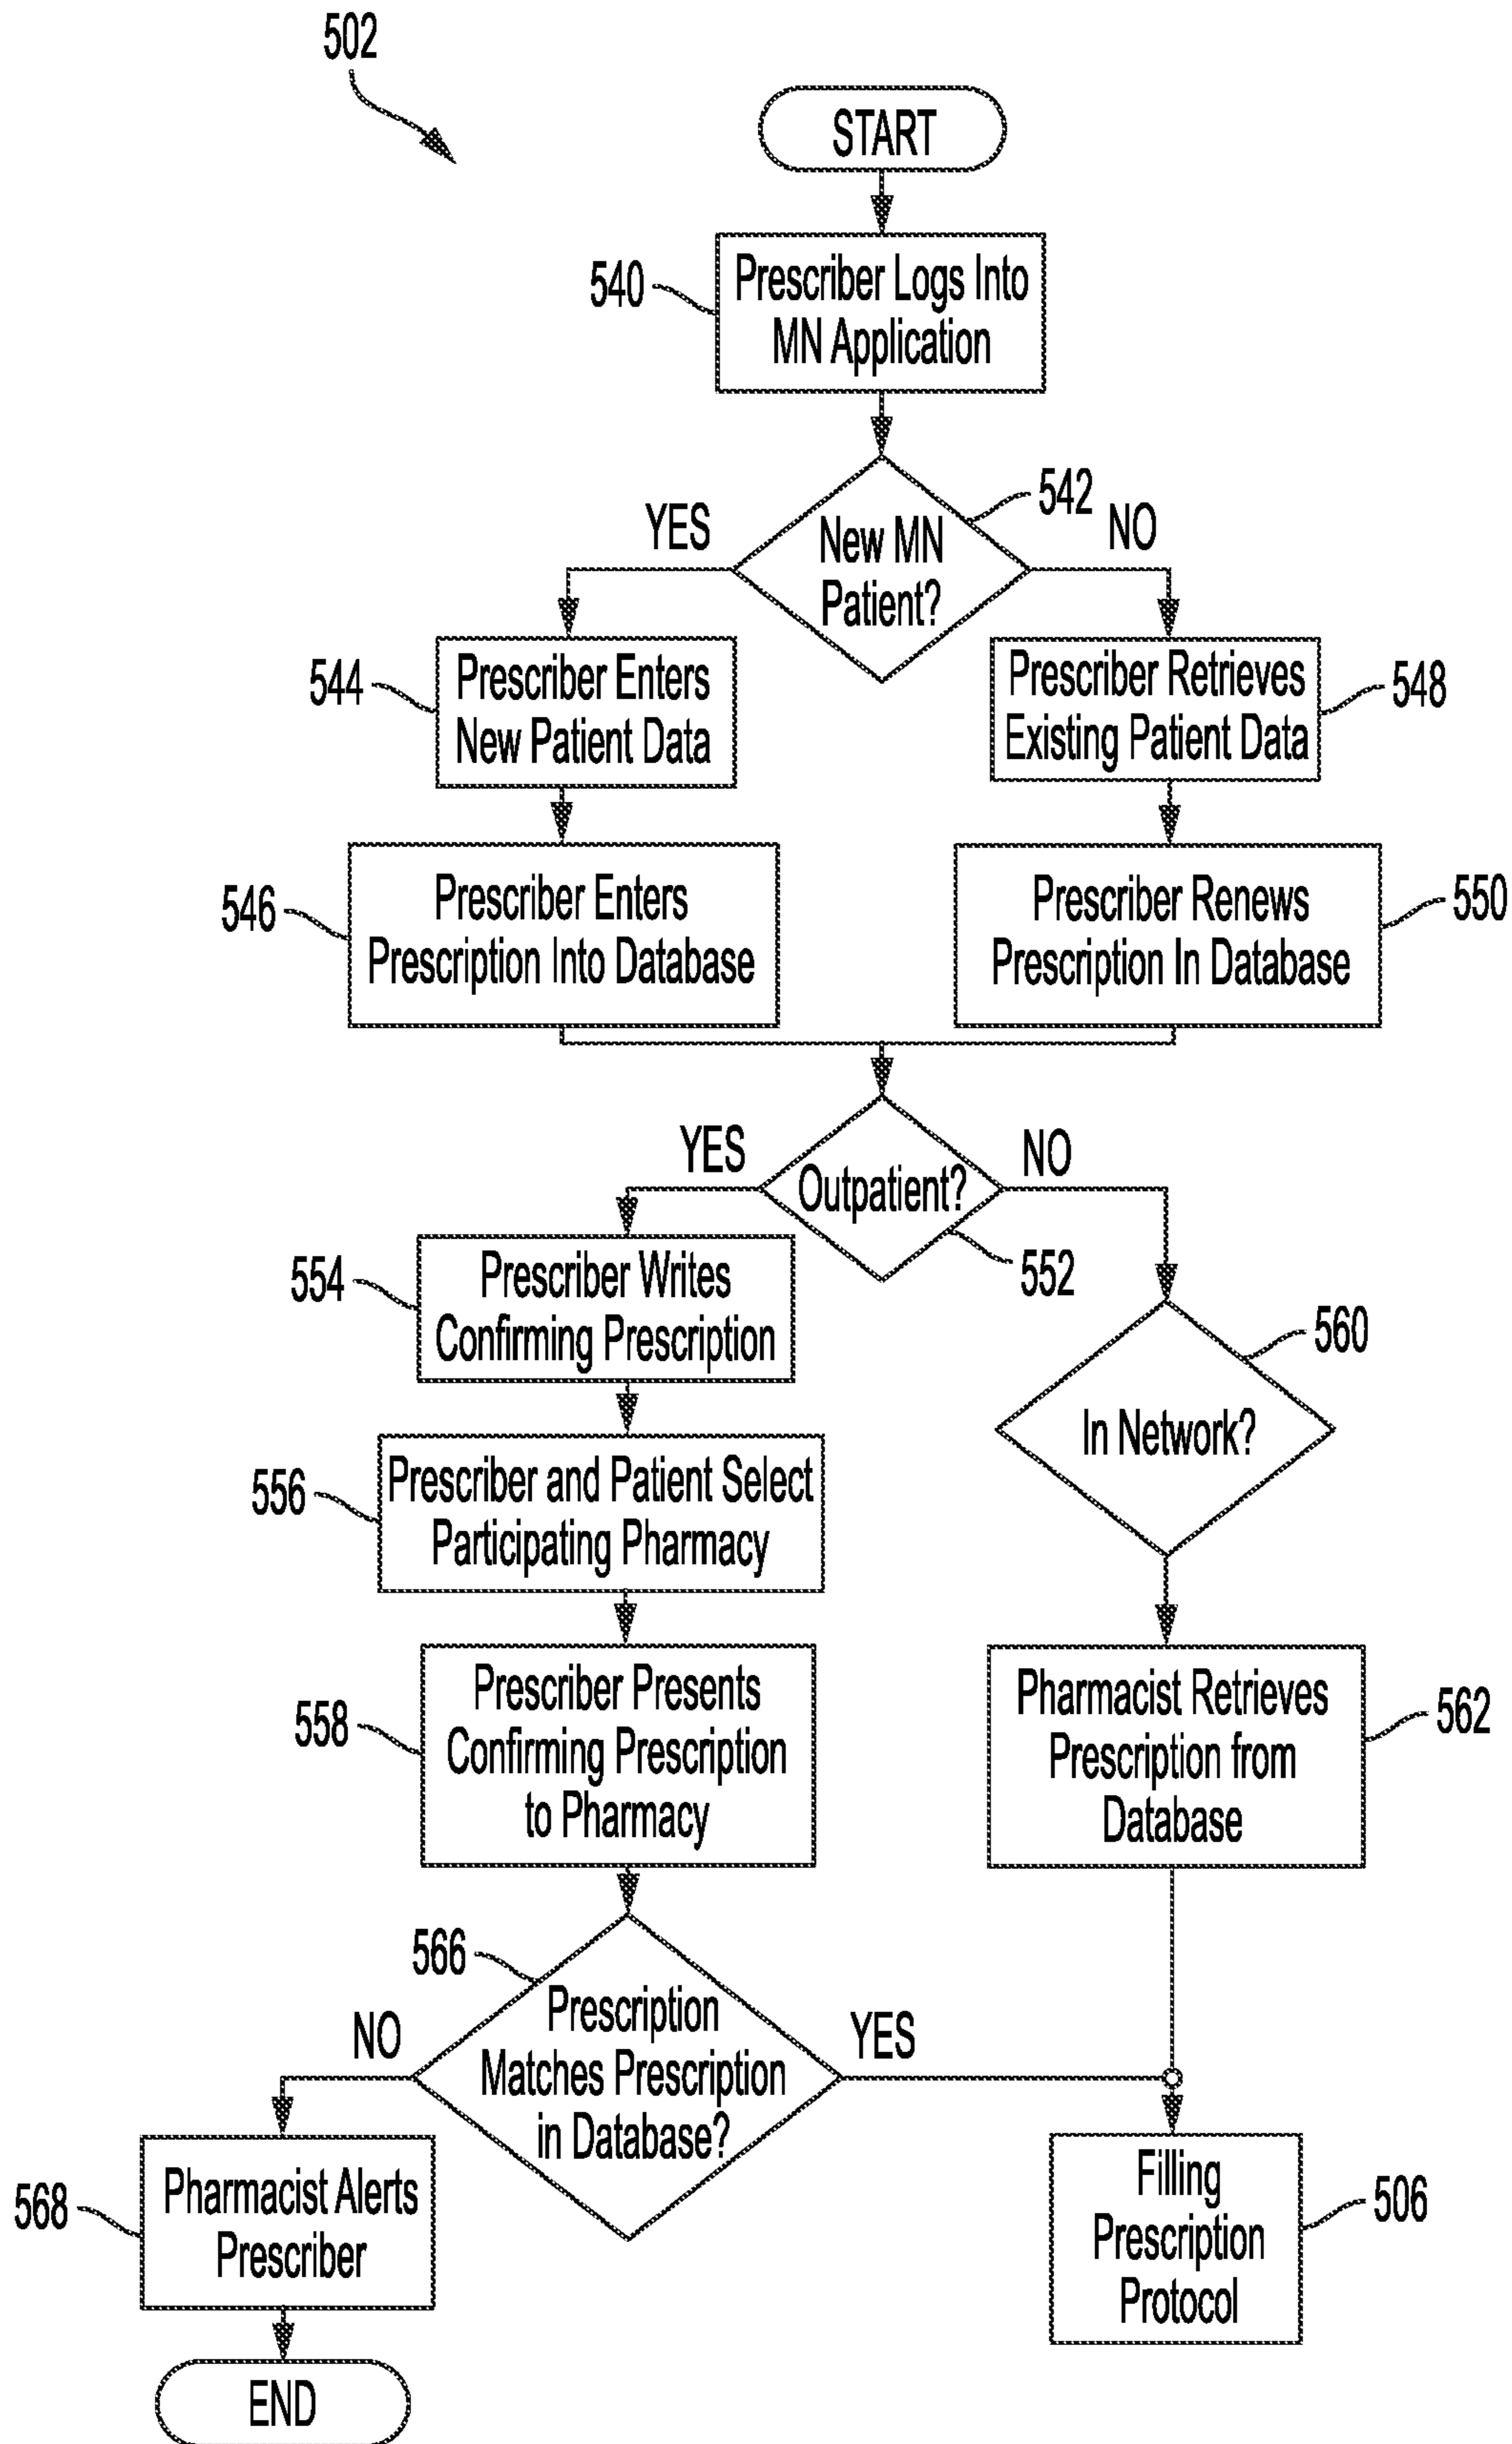 502
START
540
Prescriber Logs Into
MN Application
542
YES
New MN
Patient?
NO
544
Prescriber Enters
New Patient Data
Prescriber Retrieves
Existing Patient Data
548
546
Prescriber Enters
Prescription Into Database
Prescriber Renews
Prescription In Database
550
YES
Outpatient?
NO
552
554
Prescriber Writes
Confirming Prescription
560
In Network?
556
Prescriber and Patient Select
Participating Pharmacy
558
Prescriber Presents
Confirming Prescription
to Pharmacy
Pharmacist Retrieves
Prescription from
Database
562
566
NO
Prescription
Matches Prescription
in Database?
YES
568
Pharmacist Alerts
Prescriber
Filling
Prescription
Protocol
506
END